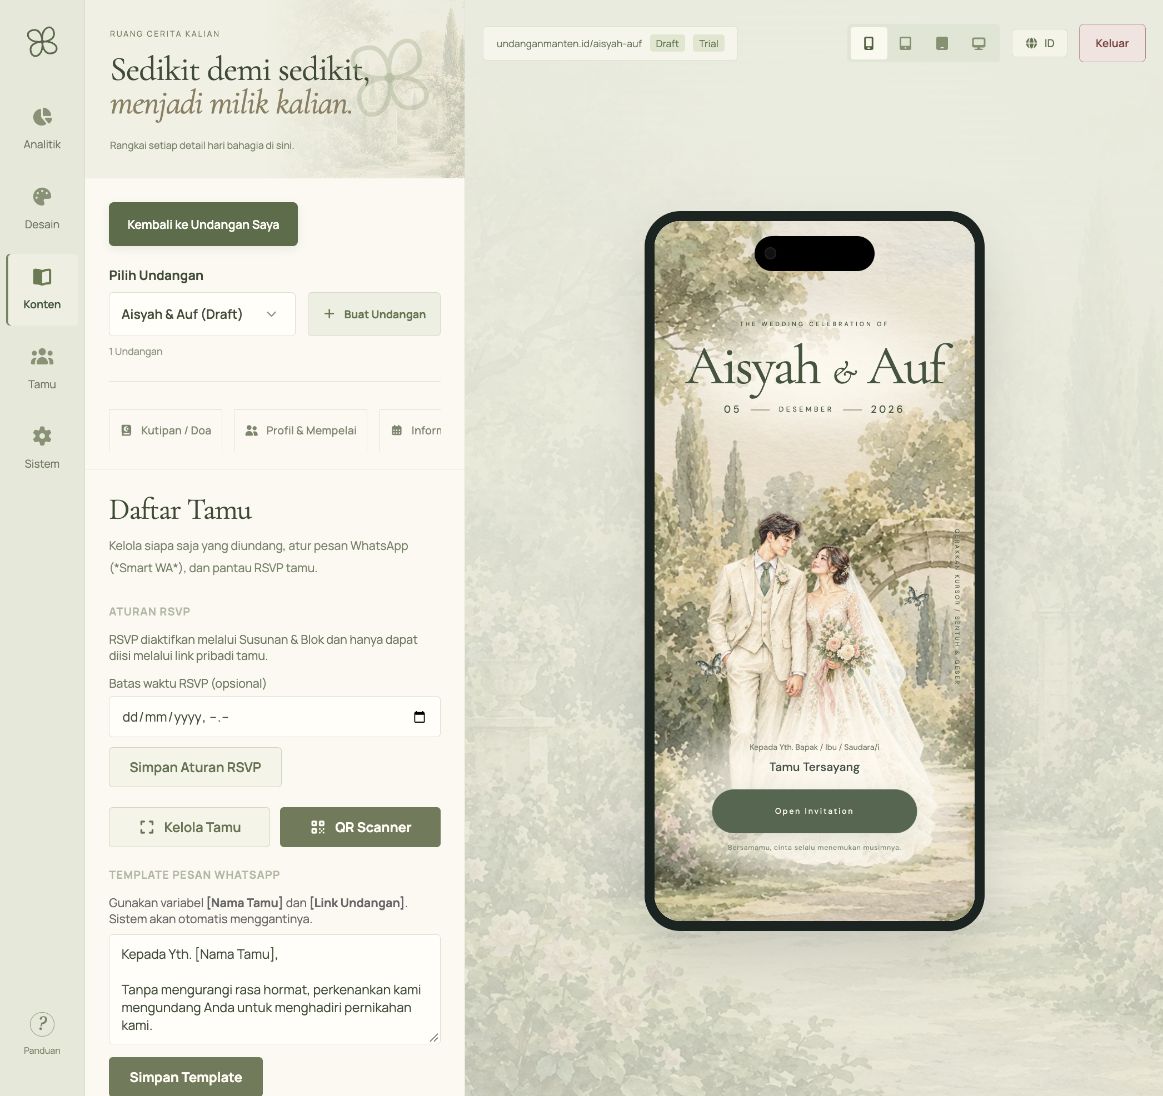 Analitik
Desain
Konten
Tamu
Sistem
?
Panduan
RUANG CERITA KALIAN
Sedikit demi sedikit,
menjadi milik kalian.
Rangkai setiap detail hari bahagia di sini.
Kembali ke Undangan Saya
Pilih Undangan
Aisyah & Auf (Draft)
+ Buat Undangan
1 Undangan
Kutipan / Doa
Profil & Mempelai
Inform
Daftar Tamu
Kelola siapa saja yang diundang, atur pesan WhatsApp
(*Smart WA*), dan pantau RSVP tamu.
ATURAN RSVP
RSVP diaktifkan melalui Susunan & Blok dan hanya dapat
diisi melalui link pribadi tamu.
Batas waktu RSVP (opsional)
dd/mm/yyyy, --.--
Simpan Aturan RSVP
Kelola Tamu
QR Scanner
TEMPLATE PESAN WHATSAPP
Gunakan variabel [Nama Tamu] dan [Link Undangan].
Sistem akan otomatis menggantinya.
Kepada Yth. [Nama Tamu],
Tanpa mengurangi rasa hormat, perkenankan kami
mengundang Anda untuk menghadiri pernikahan
kami.
Simpan Template
undanganmanten.id/aisyah-auf
Draft
Trial
ID
Keluar
THE WEDDING CELEBRATION OF
Aisyah & Auf
05 — DESEMBER — 2026
GERAKKAN KURSOR / SENTUH & GESER
Kepada Yth. Bapak / Ibu / Saudara/i
Tamu Tersayang
Open Invitation
Bersamamu, cinta selalu menemukan musimnya.